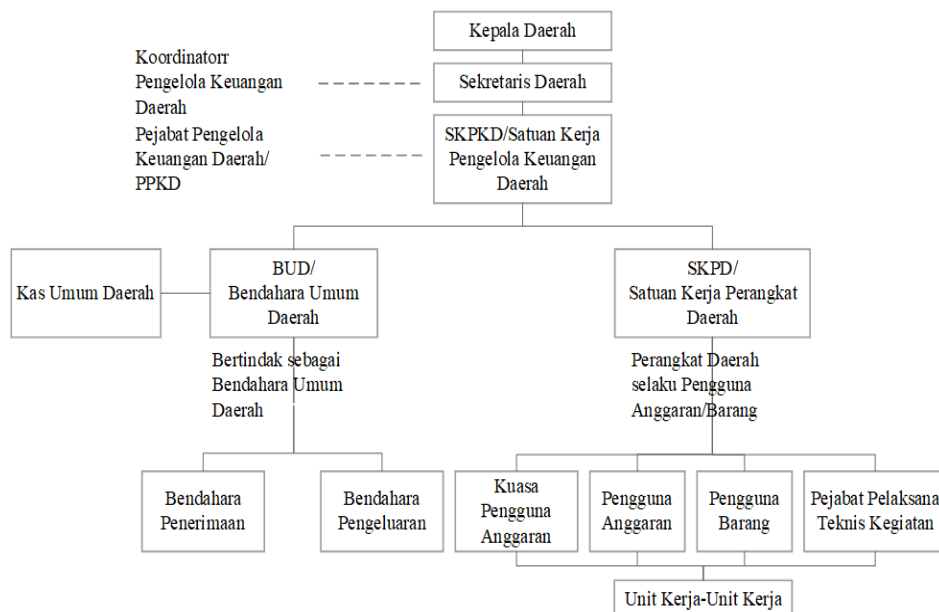 Kepala Daerah
Koordinatorr
Pengelola Keuangan
Daerah
Sekretaris Daerah
Pejabat Pengelola
Keuangan Daerah/
PPKD
SKPKD/Satuan Kerja
Pengelola Keuangan
Daerah
Kas Umum Daerah
BUD/
Bendahara Umum
Daerah
SKPD/
Satuan Kerja Perangkat
Daerah
Bertindak sebagai
Bendahara Umum
Daerah
Perangkat Daerah
selaku Pengguna
Anggaran/Barang
Bendahara
Penerimaan
Bendahara
Pengeluaran
Kuasa
Pengguna
Anggaran
Pengguna
Anggaran
Pengguna
Barang
Pejabat Pelaksana
Teknis Kegiatan
Unit Kerja-Unit Kerja